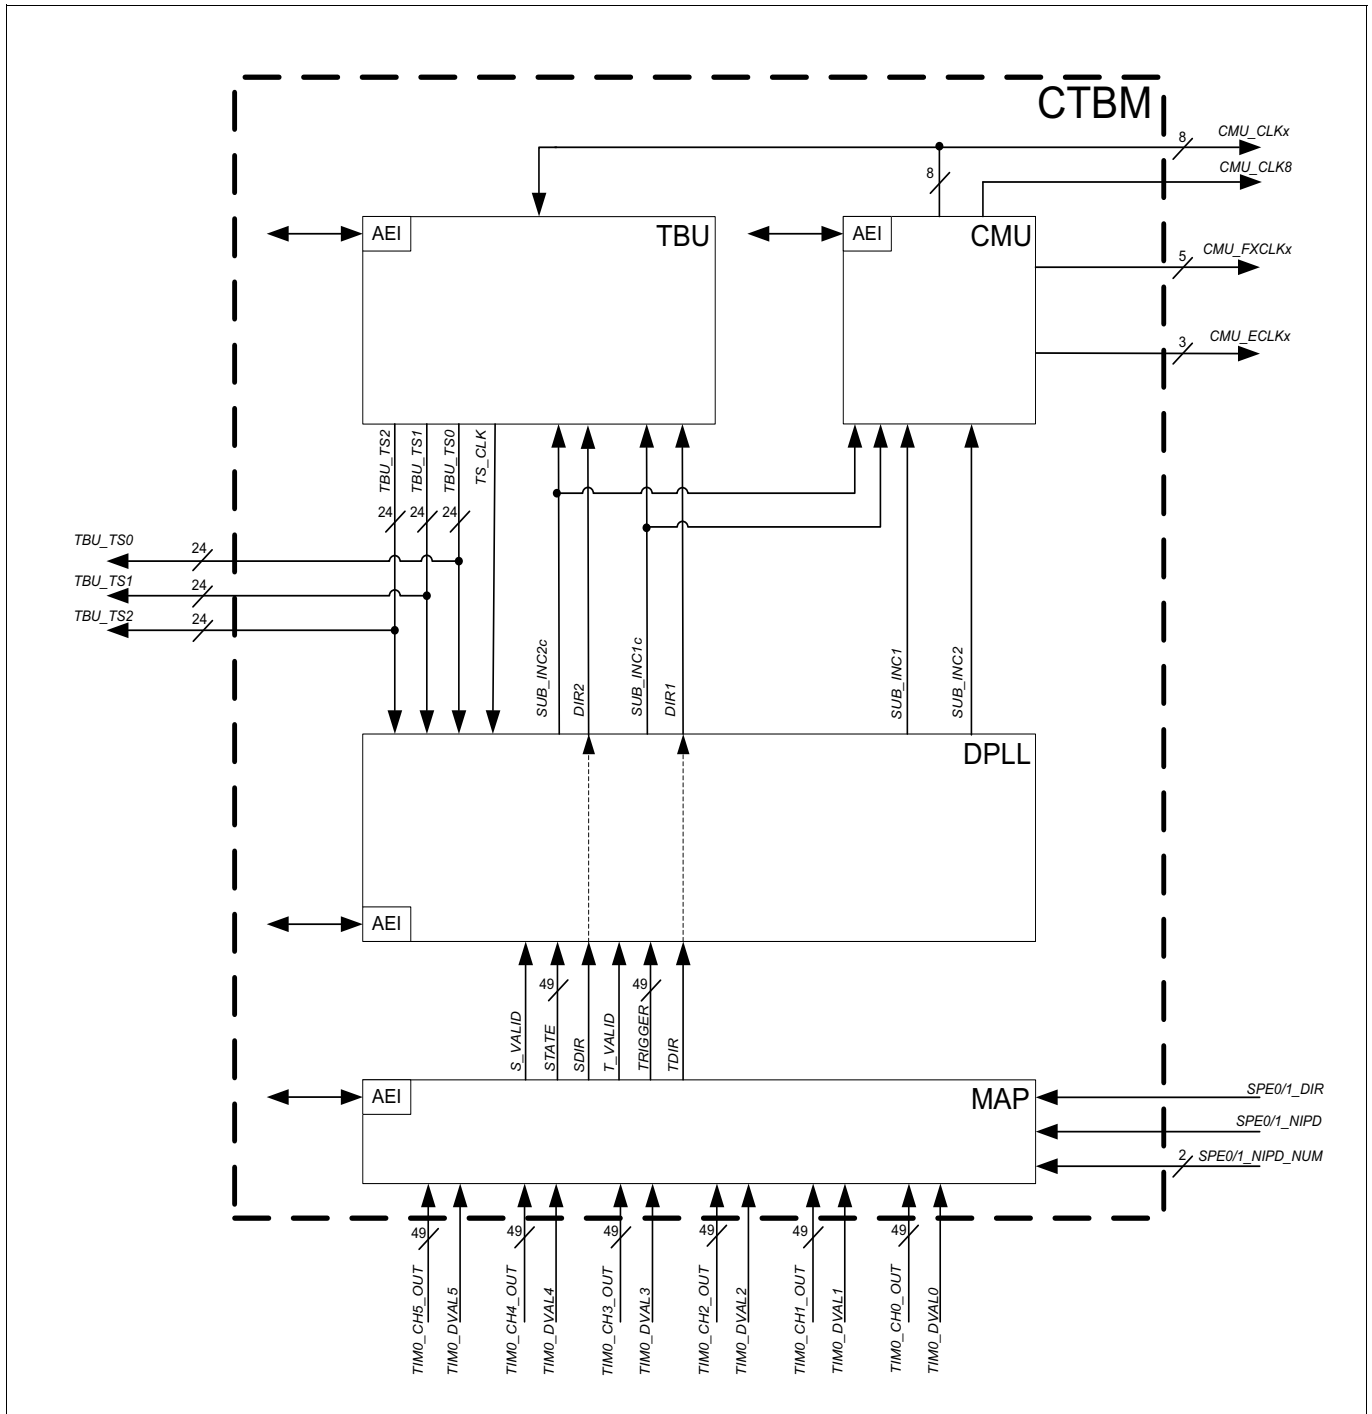 CTBM
8
CMU_CLKx
CMU_CLK8
8
AEI
TBU
AEI
CMU
5
CMU_FXCLKx
3
CMU_ECLKx
TBU_TS2
TBU_TS1
TBU_TS0
TS_CLK
24
24
24
TBU_TS0
24
TBU_TS1
24
TBU_TS2
24
SUB_INC2c
DIR2
SUB_INC1c
DIR1
SUB_INC1
SUB_INC2
DPLL
AEI
49
49
S_VALID
STATE
SDIR
T_VALID
TRIGGER
TDIR
AEI
MAP
SPE0/1_DIR
SPE0/1_NIPD
2
SPE0/1_NIPD_NUM
49
49
49
49
49
49
TIM0_CH5_OUT
TIM0_DVAL5
TIM0_CH4_OUT
TIM0_DVAL4
TIM0_CH3_OUT
TIM0_DVAL3
TIM0_CH2_OUT
TIM0_DVAL2
TIM0_CH1_OUT
TIM0_DVAL1
TIM0_CH0_OUT
TIM0_DVAL0